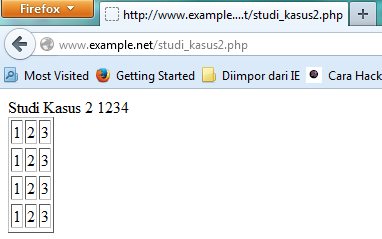 Firefox
http://www.example....t/studi_kasus2.php
www.example.net/studi_kasus2.php
Most Visited Getting Started Diimpor dari IE Cara Hack
Studi Kasus 2 1234
1 2 3
1 2 3
1 2 3
1 2 3